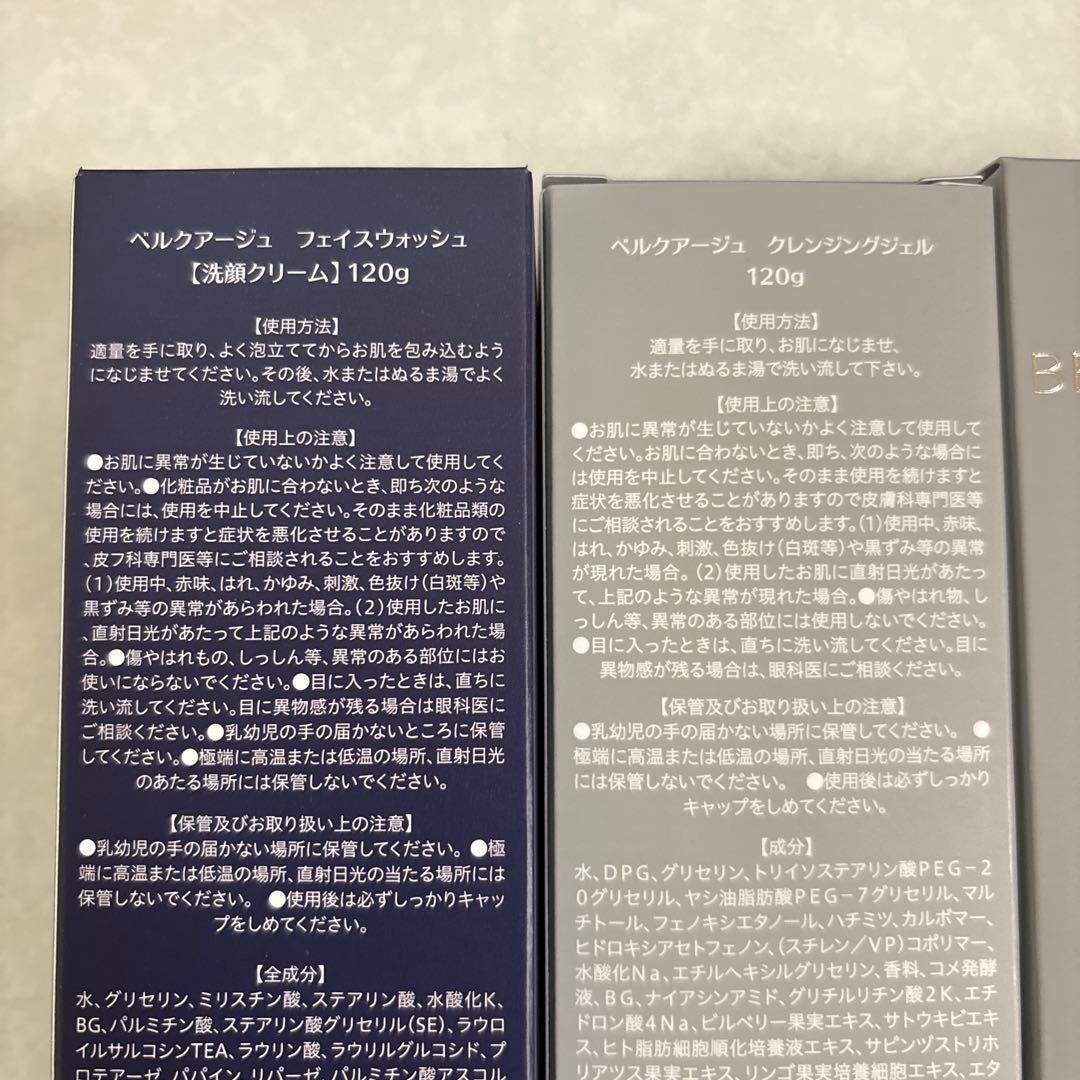 ベルクアージュ　フェイスウォッシュ
【洗顔クリーム】120g
【使用方法】
適量を手に取り、よく泡立ててからお肌を包み込むよう
になじませてください。その後、水またはぬるま湯でよく
洗い流してください。
【使用上の注意】
●お肌に異常が生じていないかよく注意して使用してく
ださい。●化粧品がお肌に合わないとき、即ち次のような
場合には、使用を中止してください。そのまま化粧品類の
使用を続けますと症状を悪化させることがありますので
、皮フ科専門医等にご相談されることをおすすめします。
（1）使用中、赤味、はれ、かゆみ、刺激、色抜け（白斑等）や
黒ずみ等の異常があらわれた場合。（2）使用したお肌に
、直射日光があたって上記のような異常があらわれた場
合。●傷やはれもの、しっしん等、異常のある部位にはお
使いにならないでください。●目に入ったときは、直ちに
洗い流してください。目に異物感が残る場合は眼科医に
ご相談ください。●乳幼児の手の届かないところに保管
してください。●極端に高温または低温の場所、直射日光
のあたる場所には保管しないでください。
【保管及びお取り扱い上の注意】
●乳幼児の手の届かない場所に保管してください。 ●極
端に高温または低温の場所、直射日光の当たる場所には
保管しないでください。　●使用後は必ずしっかりキャッ
プをしめてください。
【全成分】
水、グリセリン、ミリスチン酸、ステアリン酸、水酸化K、
BG、パルミチン酸、ステアリン酸グリセリル（SE）、ラウロ
イルサルコシンTEA、ラウリン酸、ラウリルグルコシド、プ
ロテアーゼ、パパイン、リパーゼ、パルミチン酸アスコル
ベルクアージュ　クレンジングジェル
120g
【使用方法】
適量を手に取り、お肌になじませ、
水またはぬるま湯で洗い流して下さい。
【使用上の注意】
●お肌に異常が生じていないかよく注意して使用して
ください。お肌に合わないとき、即ち、次のような場合に
は使用を中止してください。そのまま使用を続けますと
症状を悪化させることがありますので皮膚科専門医等
にご相談されることをおすすめします。（1）使用中、赤味、
はれ、かゆみ、刺激、色抜け（白斑等）や黒ずみ等の異常
が現れた場合。（2）使用したお肌に直射日光があたっ
て、上記のような異常が現れた場合。●傷やはれ物、し
っしん等、異常のある部位には使用しないでください。
●目に入ったときは、直ちに洗い流してください。目に
異物感が残る場合は、眼科医にご相談ください。
【保管及びお取り扱い上の注意】
●乳幼児の手の届かない場所に保管してください。 ●
極端に高温または低温の場所、直射日光の当たる場所
には保管しないでください。　●使用後は必ずしっかり
キャップをしめてください。
【成分】
水、DPG、グリセリン、トリイソステアリン酸PEG－2
0グリセリル、ヤシ油脂肪酸PEG－7グリセリル、マル
チトール、フェノキシエタノール、ハチミツ、カルボマー、
ヒドロキシアセトフェノン、（スチレン／VP）コポリマー、
水酸化Na、エチルヘキシルグリセリン、香料、コメ発酵
液、BG、ナイアシンアミド、グリチルリチン酸2K、エチ
ドロン酸4Na、ビルベリー果実エキス、サトウキビエキ
ス、ヒト脂肪細胞順化培養液エキス、サピンヅストリホ
リアツス果実エキス、リンゴ果実培養細胞エキス、エタ